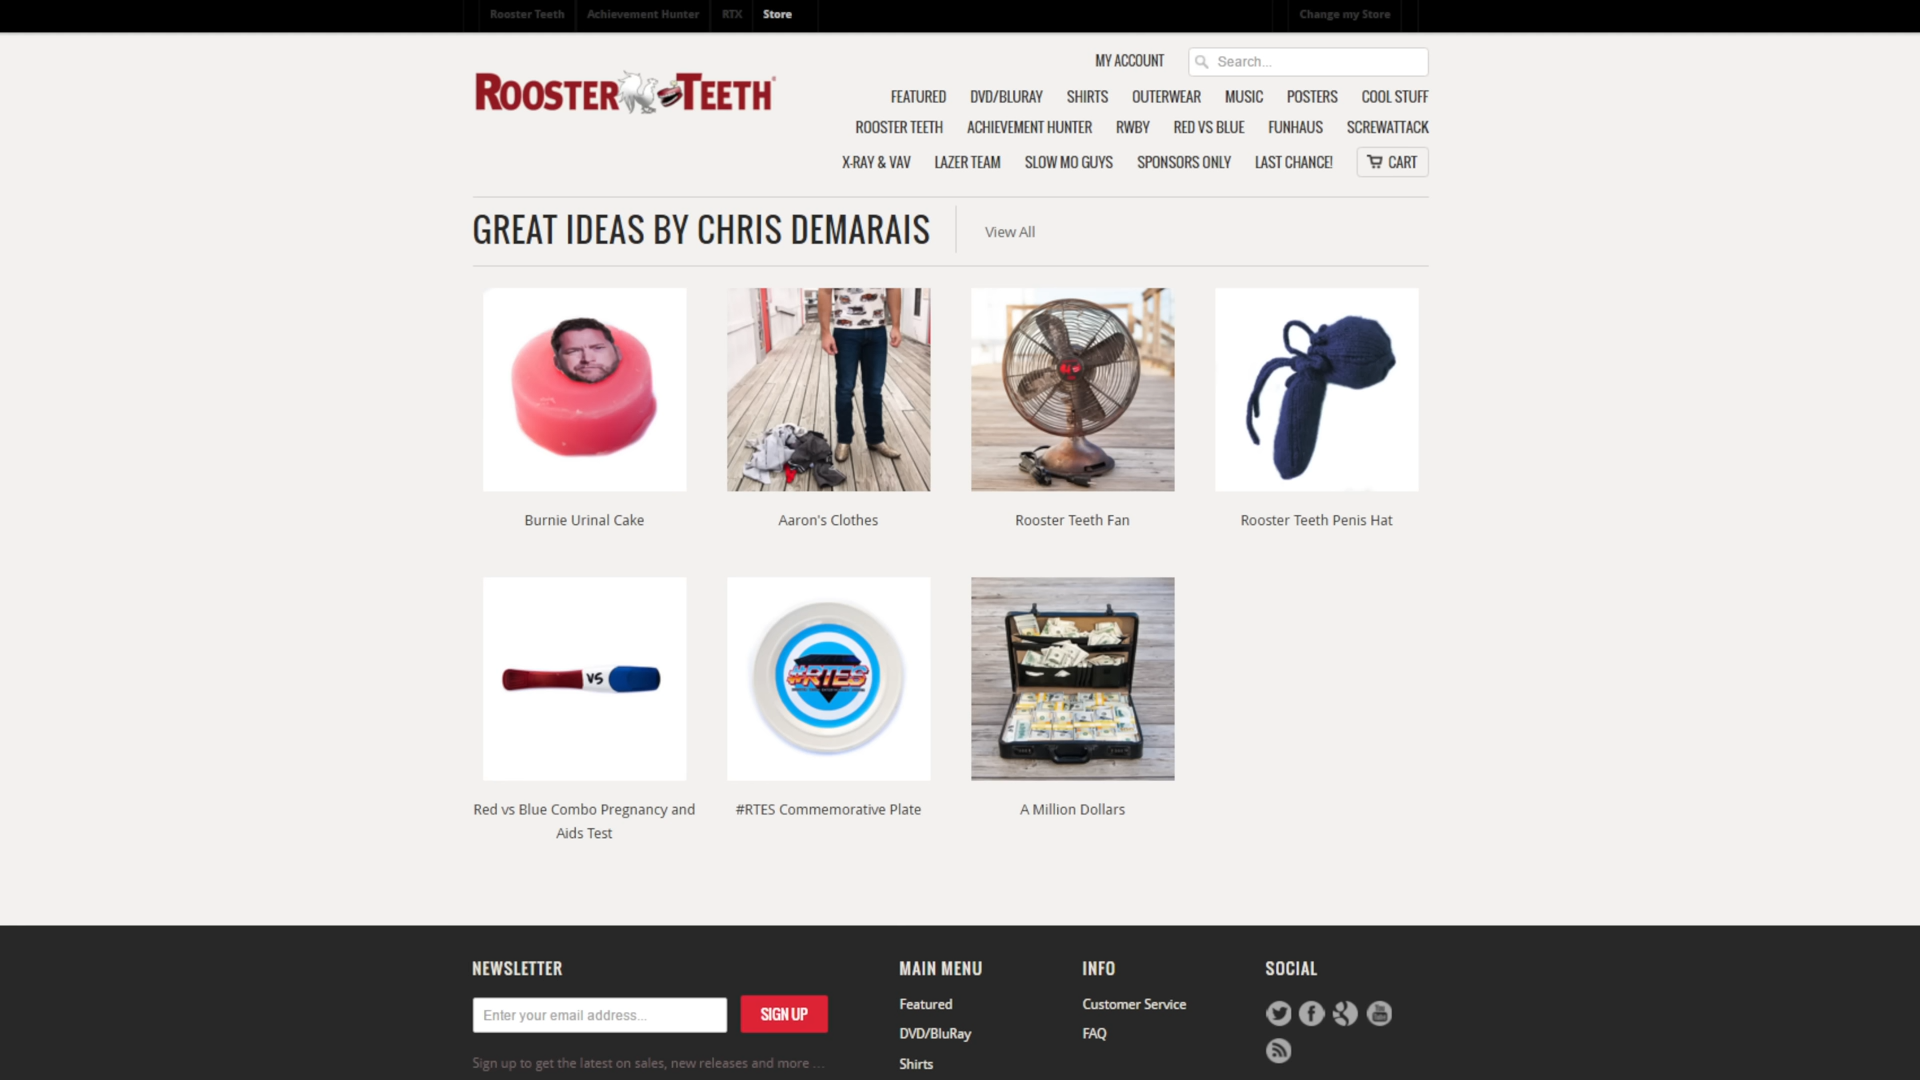 Rooster Teeth Achievement Hunter RTX Store Change my Store
MY ACCOUNT Search...
ROOSTER TEETH
FEATURED DVD/BLURAY SHIRTS OUTERWEAR MUSIC POSTERS COOL STUFF
ROOSTER TEETH ACHIEVEMENT HUNTER RWBY RED VS BLUE FUNHAUS SCREWATTACK
X-RAY & VAV LAZER TEAM SLOW MO GUYS SPONSORS ONLY LAST CHANCE! CART
GREAT IDEAS BY CHRIS DEMARAIS View All
Burnie Urinal Cake Aaron's Clothes Rooster Teeth Fan Rooster Teeth Penis Hat
VS
#RTES
Red vs Blue Combo Pregnancy and
Aids Test
#RTES Commemorative Plate A Million Dollars
NEWSLETTER MAIN MENU INFO SOCIAL
Enter your email address... SIGN UP Featured Customer Service
DVD/BluRay FAQ
Sign up to get the latest on sales, new releases and more … Shirts